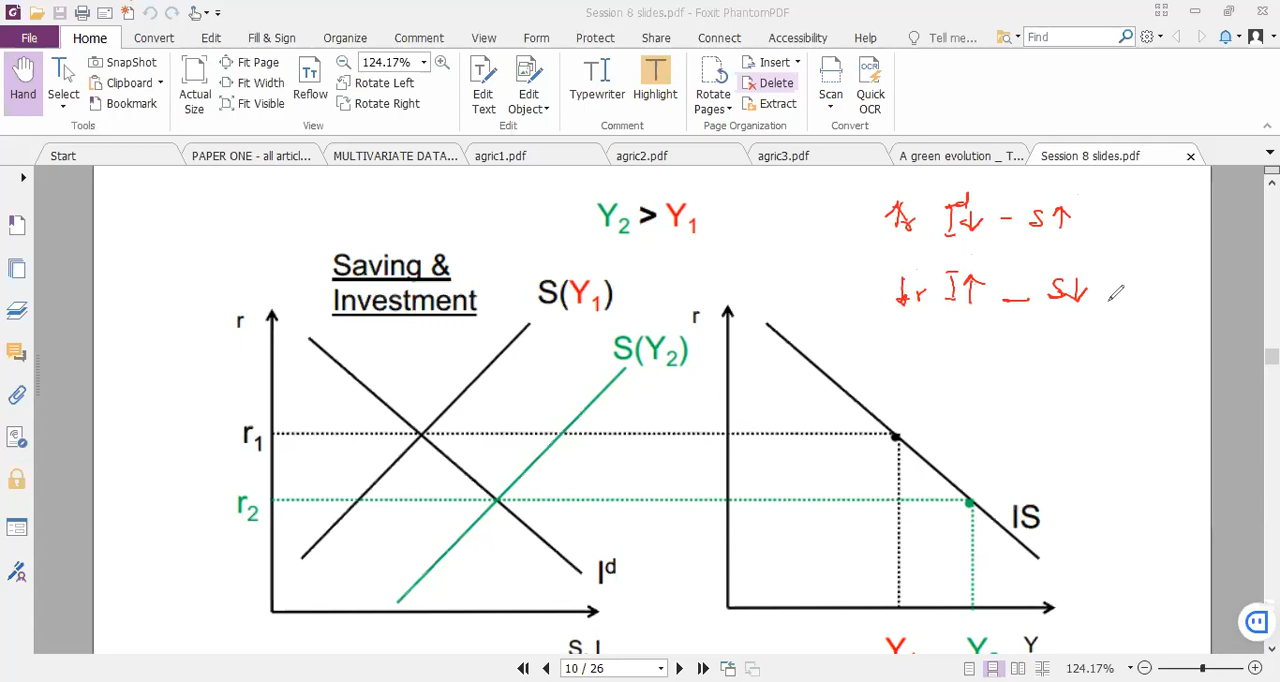 Session 8 slides.pdf - Foxit PhantomPDF
File Home Convert Edit Fill & Sign Organize Comment View Form Protect Share Connect Accessibility Help Tell me... Find
Hand
Select
SnapShot
Clipboard
Bookmark
Tools
Actual Size
Fit Page
Fit Width
Fit Visible
Reflow
124.17%
Rotate Left
Rotate Right
View
Edit Text
Edit Object
Edit
Typewriter
Highlight
Comment
Rotate Pages
Insert
Delete
Extract
Page Organization
Scan
Quick OCR
Convert
Start PAPER ONE - all articl... MULTIVARIATE DATA... agric1.pdf agric2.pdf agric3.pdf A green evolution _ T... Session 8 slides.pdf
Y₂ > Y₁
↑r Iᵈ↓ - S↑
↓r I↑ - S↓
Saving &
Investment
S(Y₁)
S(Y₂)
r
r
r₁
r₂
IS
Iᵈ
S, I
Y₁ Y₂ Y
10 / 26
124.17%